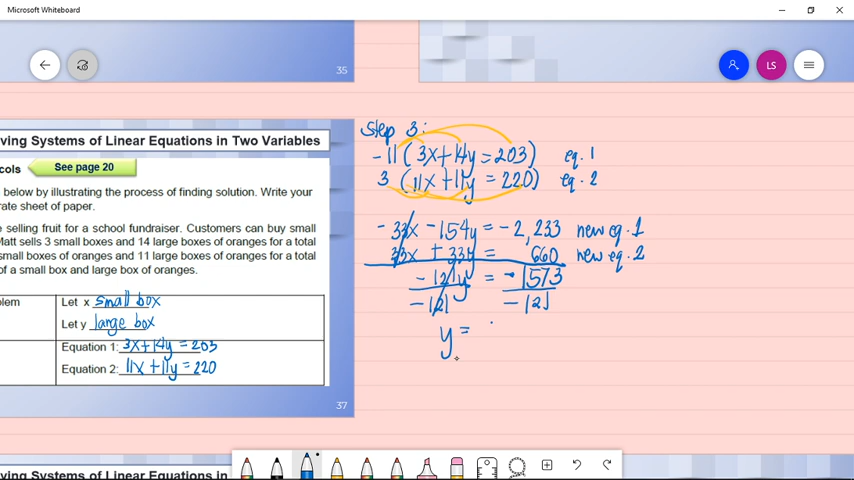 Microsoft Whiteboard
35
LS
ving Systems of Linear Equations in Two Variables
cols
See page 20
below by illustrating the process of finding solution. Write your
rate sheet of paper.
e selling fruit for a school fundraiser. Customers can buy small
Matt sells 3 small boxes and 14 large boxes of oranges for a total
small boxes of oranges and 11 large boxes of oranges for a total
of a small box and large box of oranges.
olem
Let x small box
Let y large box
Equation 1: 3x+14y=203
Equation 2: 11x+11y=220
37
Step 3:
-11(3x+14y=203) eq. 1
3 (11x+11y=220) eq. 2
-33x -154y = -2,233 new eq. 1
33x + 33y = 660 new eq. 2
-121y = -1573
-121 -121
y =
ving Systems of Linear Equations in
Variables